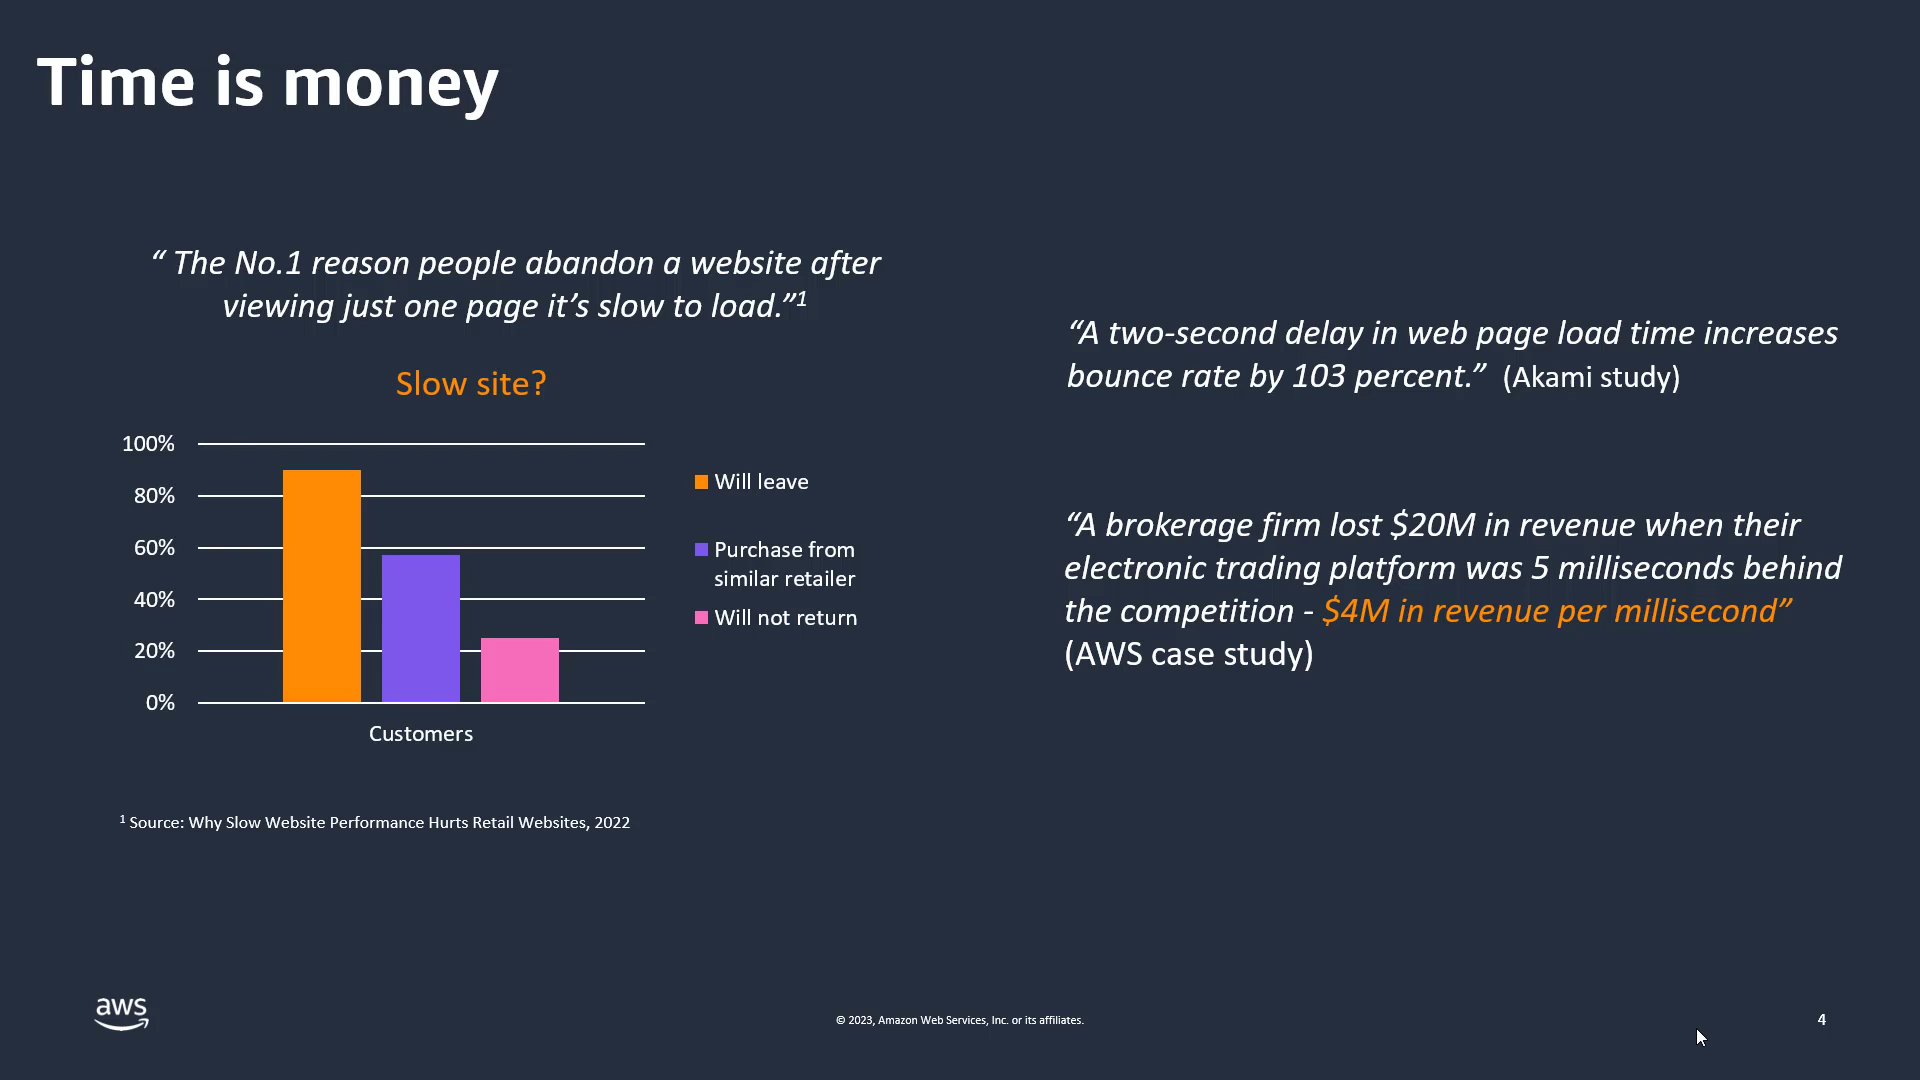 Time is money
“ The No.1 reason people abandon a website after
viewing just one page it’s slow to load.”1
Slow site?
100%
80%
60%
40%
20%
0%
Customers
Will leave
Purchase from
similar retailer
Will not return
1 Source: Why Slow Website Performance Hurts Retail Websites, 2022
“A two-second delay in web page load time increases
bounce rate by 103 percent.” (Akami study)
“A brokerage firm lost $20M in revenue when their
electronic trading platform was 5 milliseconds behind
the competition - $4M in revenue per millisecond”
(AWS case study)
aws
© 2023, Amazon Web Services, Inc. or its affiliates.
4